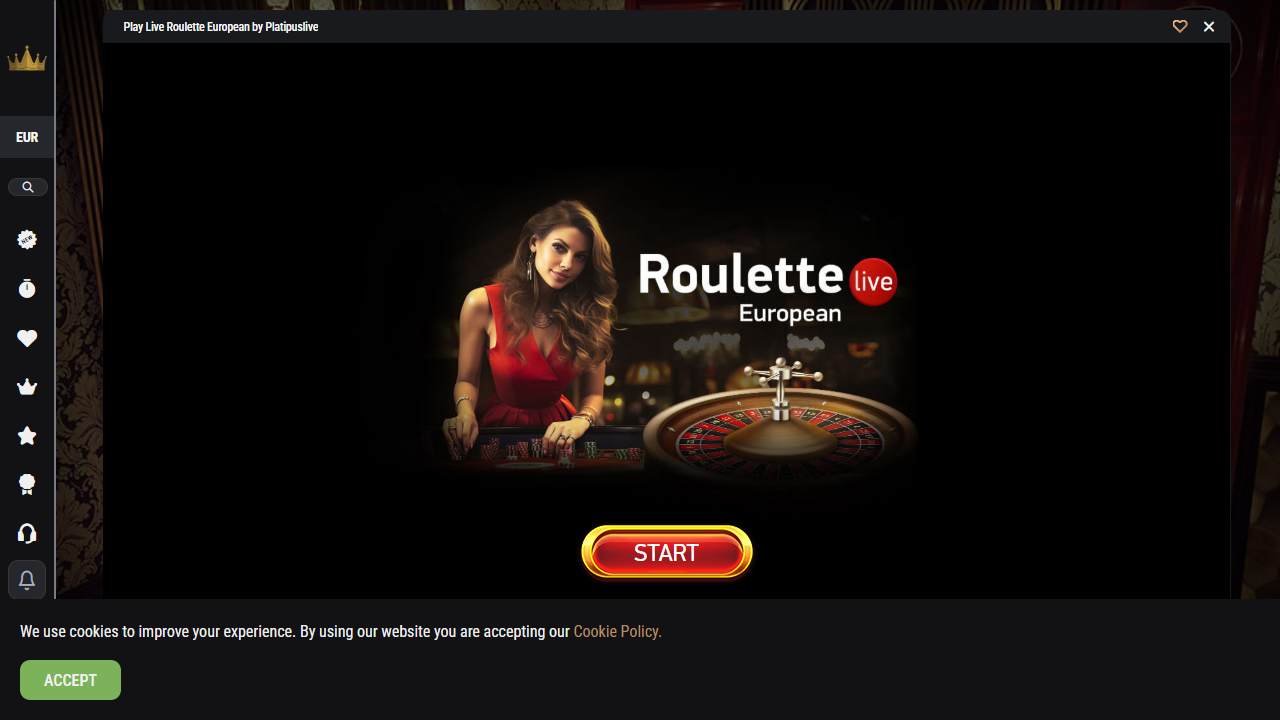 Play Live Roulette European by Platipuslive
EUR
NEW
Roulette live
European
START
We use cookies to improve your experience. By using our website you are accepting our Cookie Policy.
ACCEPT